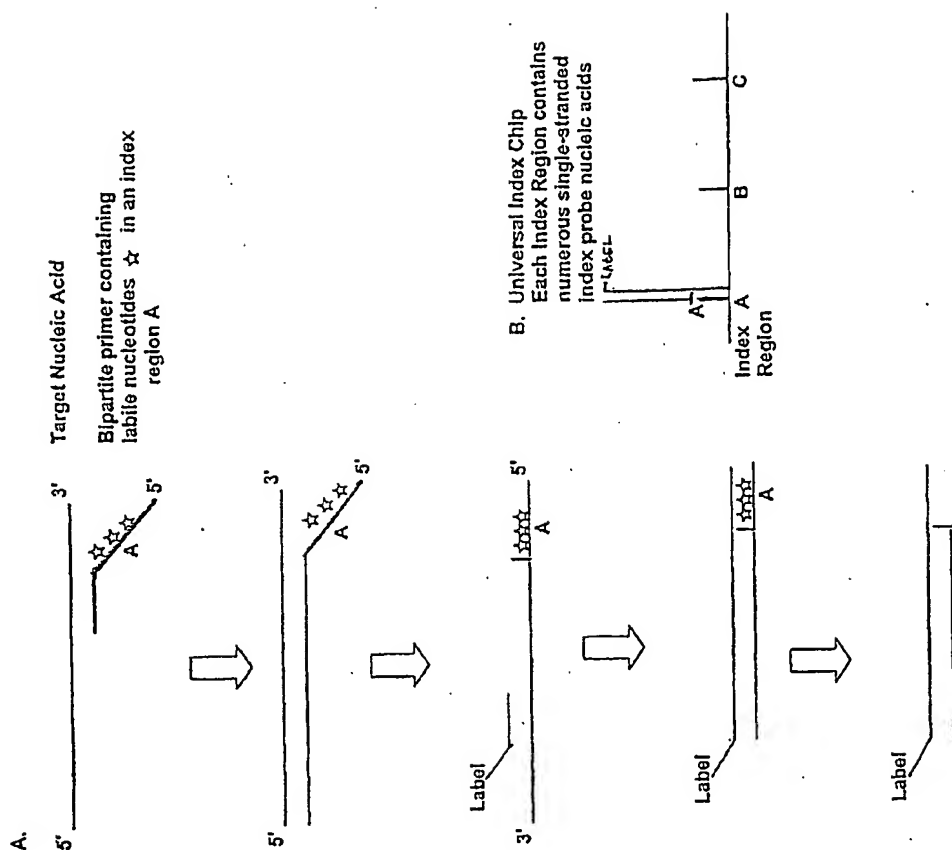 A.
5'
3'
Target Nucleic Acid
Bipartite primer containing
labile nucleotides ☆ in an index
region A
A
5'
5'
3'
A
5'
Label
3'
5'
A
Label
A
Label
B. Universal Index Chip
Each Index Region contains
numerous single-stranded
index probe nucleic acids
LABEL
A
A
B
C
Index
Region